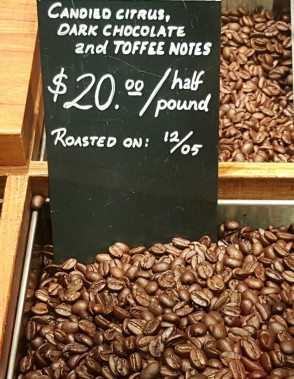 CANDIED CITRUS,
DARK CHOCOLATE
and TOFFEE NOTES
$20.00/half
pound
ROASTED ON: 12/05